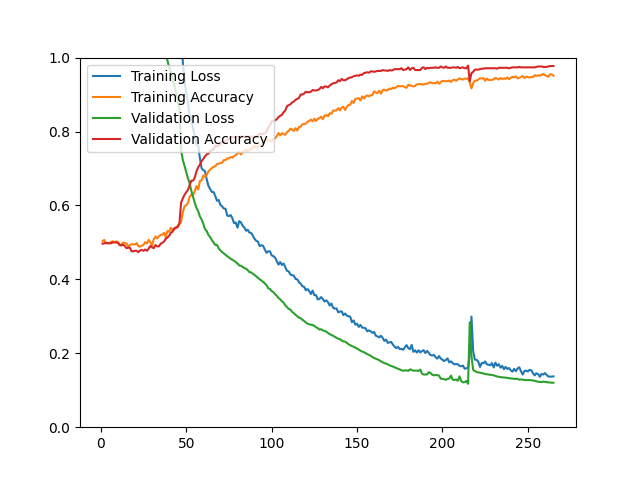 1.0
0.8
0.6
0.4
0.2
0.0
Training Loss
Training Accuracy
Validation Loss
Validation Accuracy
0 50 100 150 200 250